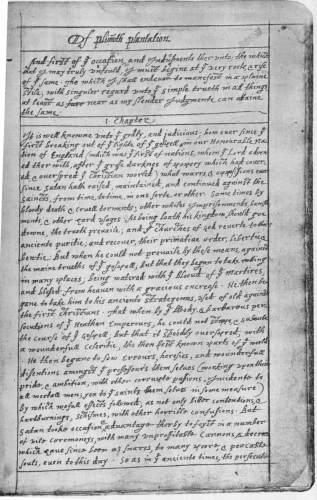 Of plimoth plantation.
And first of yͤ occasion, and Indusments ther unto; the which
that I may truly unfould, I must begine at yͤ very roote & rise
of yͤ same. The which I shall endevor to manefest in a plaine
stile; with singuler regard unto yͤ simple trueth in all things,
at least as near as my slender Judgmente can attaine
the same.
1. Chapter
It is well knowne unto yͤ godly, and judicious; how ever since yͤ
first breaking out of yͤ lighte of yͤ gospell, in our Honourable Na-
tion of England (which was yͤ first of nations, whom yͤ Lord adorn-
ed ther with, after yͤ grose darknes of popery which had cover-
ed, & overspred yͤ Christian worled) what warrs, & oppissions ever
since satan hath raised, maintained, and continued against the
saincts, from time, to time, in one sorte, or other. Some times by
bloody death & cruell torments; other whiles Imprisonments, banish-
ments, & other hard usages. As being loath his kingdom should goe
downe, the trueth prevaile; and yͤ Churches of God reverte to their
anciente puritie; and recover, their primative order, libertie, &
bewtie. But when he could not prevaile by these means, against
the maine trueths of yͤ gospell, but that they began to take rooting
in many places; being watered with yͤ bloud of yͤ martires,
and blessed from heaven with a gracious encrease. He then be-
gane to take him to his anciente strategemes, used of old against
the first Christians. That when by yͤ bloody, & barbarous per-
secutions of yͤ Heathen Emperours, he could not stoppe, & subverte
the course of yͤ gospell; but that it speedily overspred, with
a wounderfull celeritie, the then best known parts of yͤ world.
He then begane to sow errours, heresies, and wounderfull
disentions amongst yͤ professours them selves (working upon their
pride, & ambition, with other corrupte passions, Incidente to
all mortall men; yea to yͤ saints them selves in some measure)
by which wofull effects followed; as not only bitter contentions, &
hartburnings, schismes, with other horrible confusions. But
satan tooke occasion & advantage therby to foyst in a number
of vile ceremoneys, with many unproffitable Cannons, & decrees
which have since been as snares, to many poore, & peaceable
souls, even to this day. So as in yͤ anciente times, the persecutions